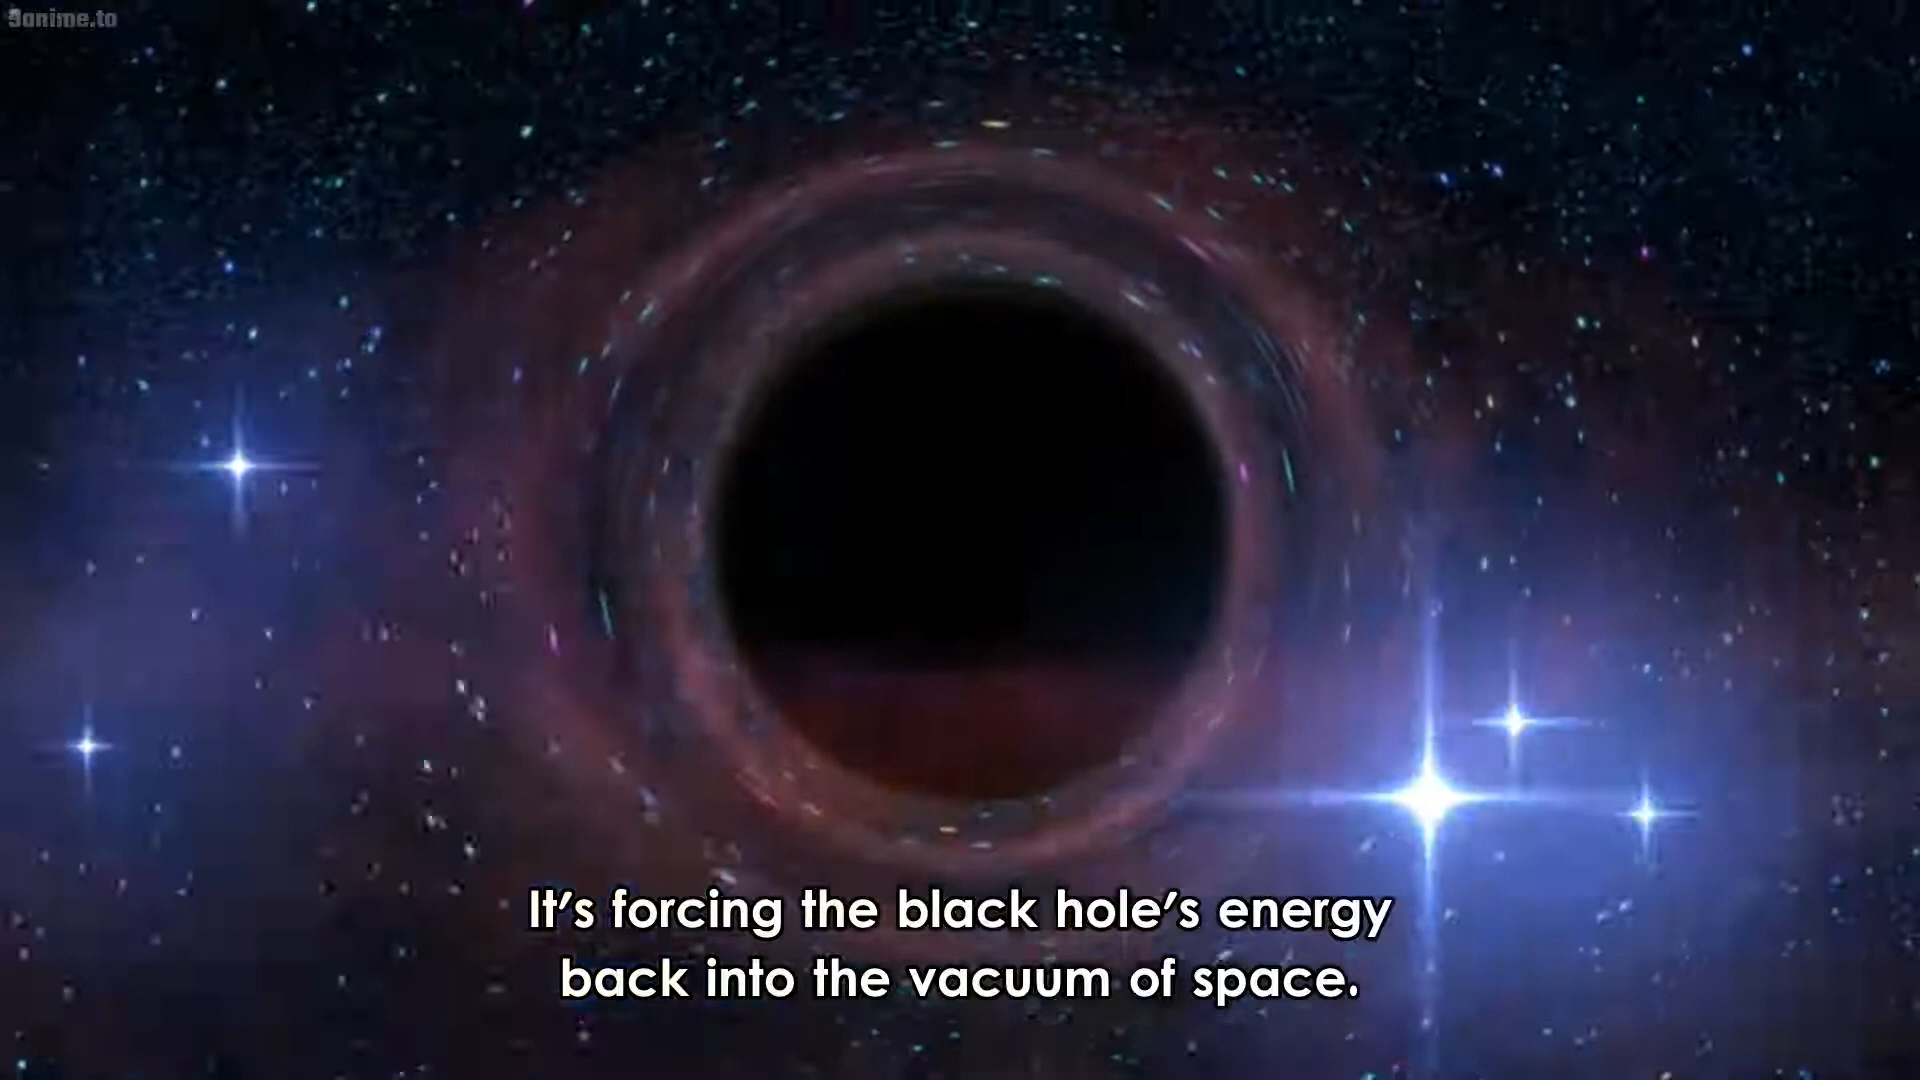 9anime.to
It's forcing the black hole's energy
back into the vacuum of space.